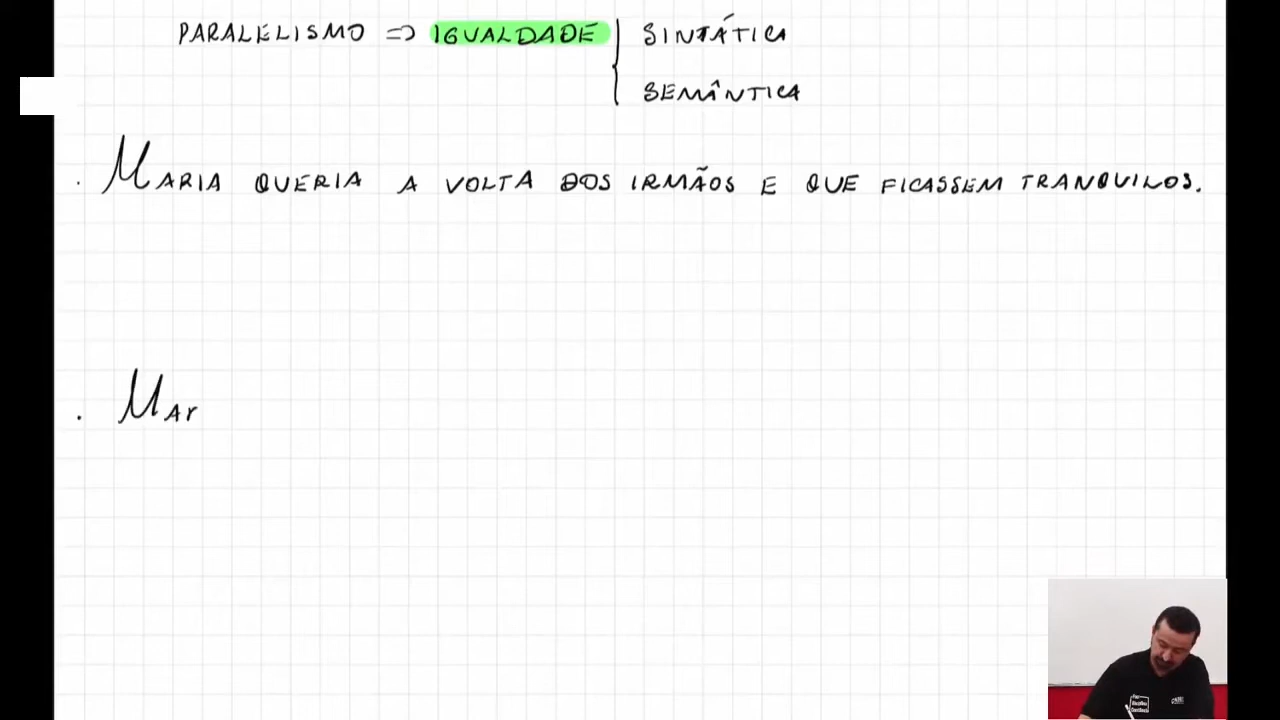 PARALELISMO => IGUALDADE { SINTÁTICA
SEMÂNTICA
. MARIA QUERIA A VOLTA DOS IRMÃOS E QUE FICASSEM TRANQUILOS.
. MAr